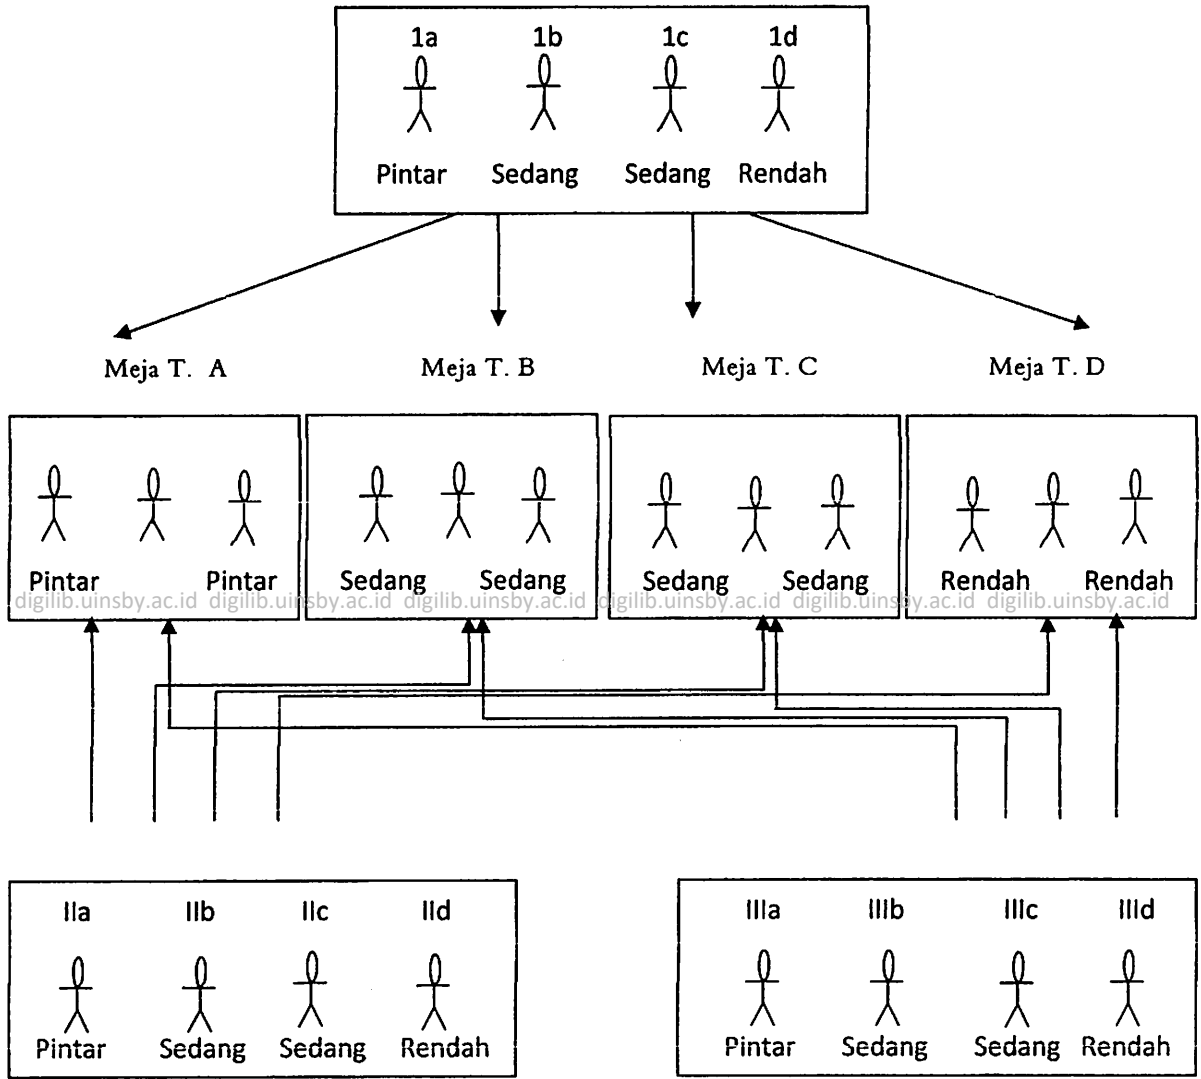 1a 1b 1c 1d
Pintar Sedang Sedang Rendah
Meja T. A Meja T. B Meja T. C Meja T. D
Pintar Pintar Sedang Sedang Sedang Sedang Rendah Rendah
digilib.uinsby.ac.id digilib.uinsby.ac.id digilib.uinsby.ac.id digilib.uinsby.ac.id digilib.uinsby.ac.id digilib.uinsby.ac.id
IIa IIb IIc IId IIIa IIIb IIIc IIId
Pintar Sedang Sedang Rendah Pintar Sedang Sedang Rendah